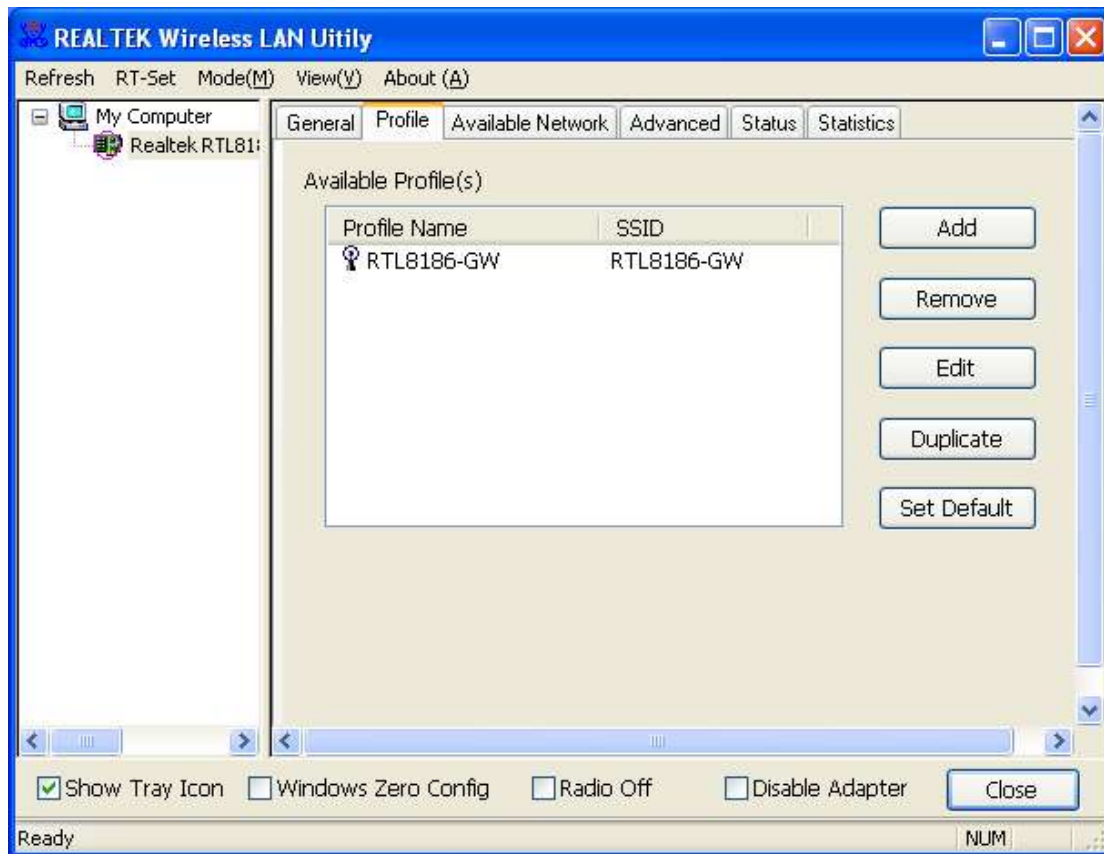 REALTEK Wireless LAN Uitily
Refresh RT-Set Mode(M) View(V) About (A)
My Computer
Realtek RTL818
General Profile Available Network Advanced Status Statistics
Available Profile(s)
Profile Name SSID
RTL8186-GW RTL8186-GW
Add
Remove
Edit
Duplicate
Set Default
Show Tray Icon Windows Zero Config Radio Off Disable Adapter Close
Ready NUM